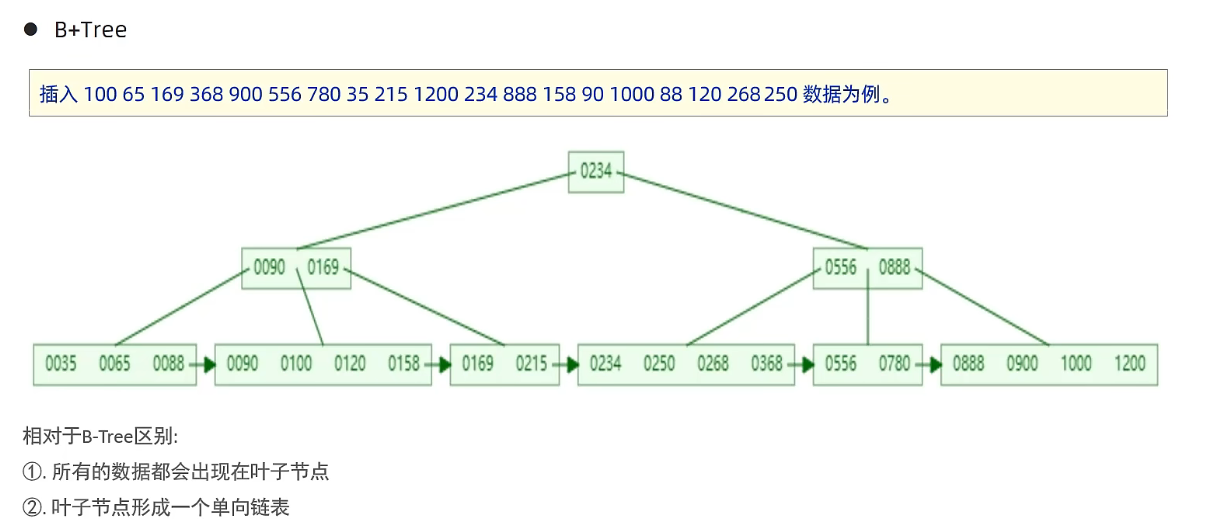 ● B+Tree
插入 100 65 169 368 900 556 780 35 215 1200 234 888 158 90 1000 88 120 268 250 数据为例。
0234
0090 0169 0556 0888
0035 0065 0088 0090 0100 0120 0158 0169 0215 0234 0250 0268 0368 0556 0780 0888 0900 1000 1200
相对于B-Tree区别:
①. 所有的数据都会出现在叶子节点
②. 叶子节点形成一个单向链表